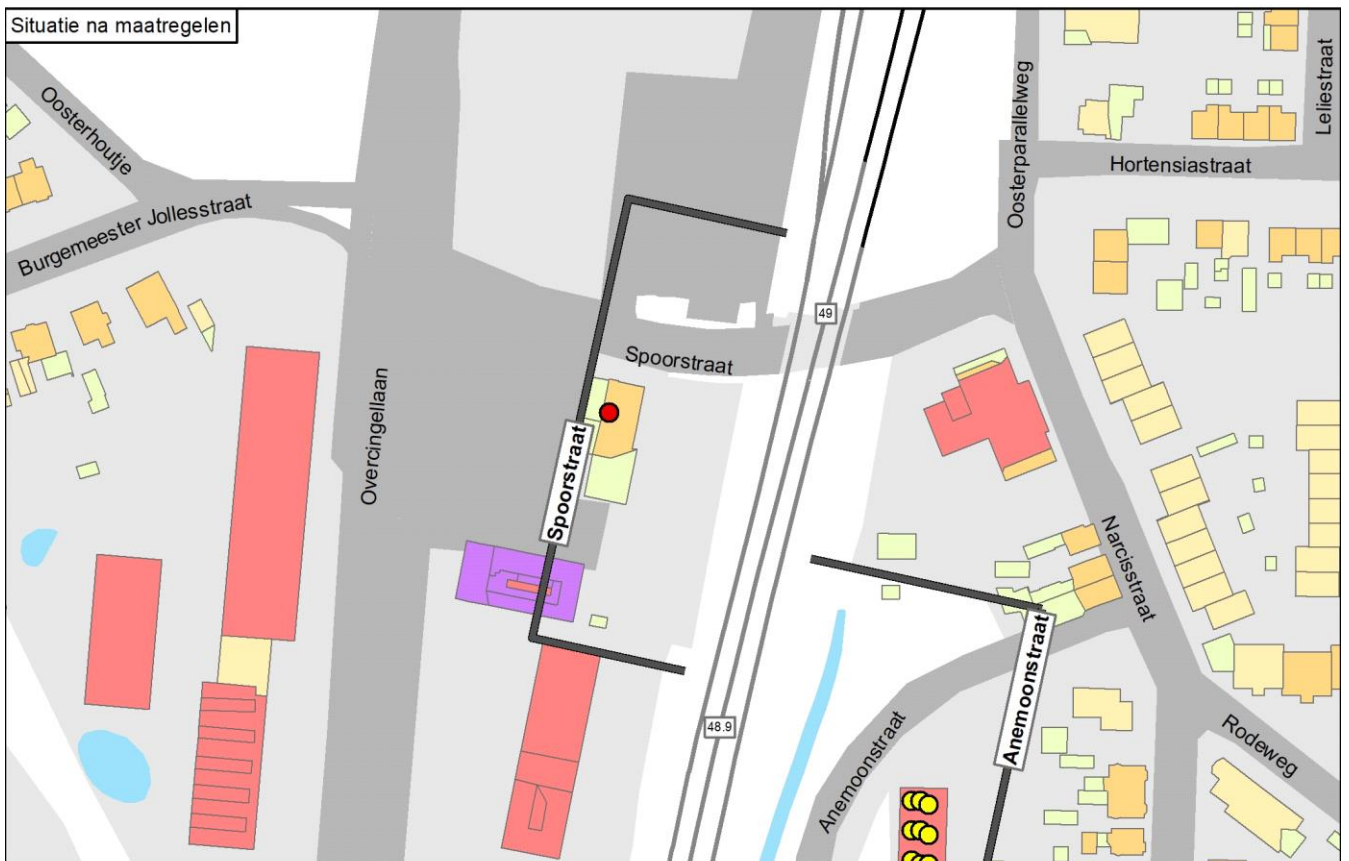 Situatie na maatregelen
Oosterhoutje
Burgemeester Jollesstraat
Overcingellaan
Spoorstraat
Spoorstraat
49
48.9
Oosterparallelweg
Leliestraat
Hortensiastraat
Narcisstraat
Anemoonstraat
Anemoonstraat
Rodeweg